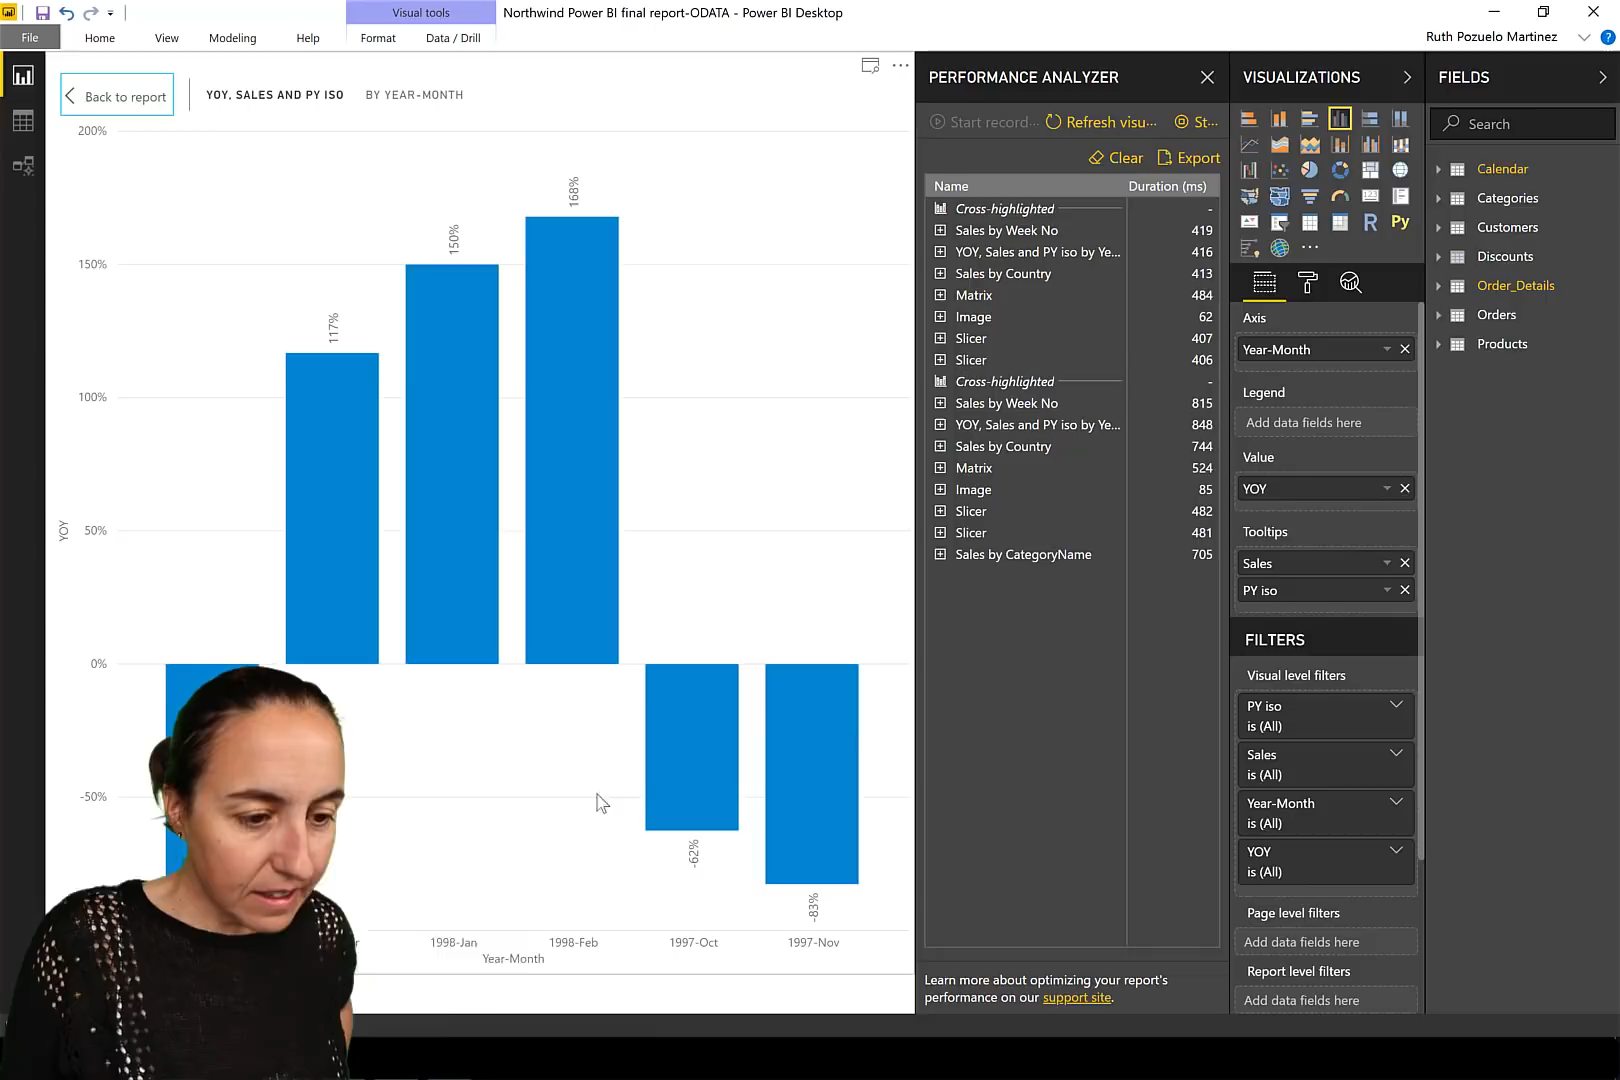 Visual tools
Northwind Power BI final report-ODATA - Power BI Desktop
File
Home
View
Modeling
Help
Format
Data / Drill
Ruth Pozuelo Martinez
?
Back to report
YOY, SALES AND PY ISO
BY YEAR-MONTH
200%
150%
100%
50%
0%
-50%
YOY
117%
150%
168%
-62%
-83%
1998-Jan
1998-Feb
1997-Oct
1997-Nov
Year-Month
PERFORMANCE ANALYZER
Start record...
Refresh visu...
St...
Clear
Export
Name
Duration (ms)
Cross-highlighted -
Sales by Week No 419
YOY, Sales and PY iso by Ye... 416
Sales by Country 413
Matrix 484
Image 62
Slicer 407
Slicer 406
Cross-highlighted -
Sales by Week No 815
YOY, Sales and PY iso by Ye... 848
Sales by Country 744
Matrix 524
Image 85
Slicer 482
Slicer 481
Sales by CategoryName 705
Learn more about optimizing your report's
performance on our support site.
VISUALIZATIONS
R
Py
Axis
Year-Month
Legend
Add data fields here
Value
YOY
Tooltips
Sales
PY iso
FILTERS
Visual level filters
PY iso
is (All)
Sales
is (All)
Year-Month
is (All)
YOY
is (All)
Page level filters
Add data fields here
Report level filters
Add data fields here
FIELDS
Search
Calendar
Categories
Customers
Discounts
Order_Details
Orders
Products